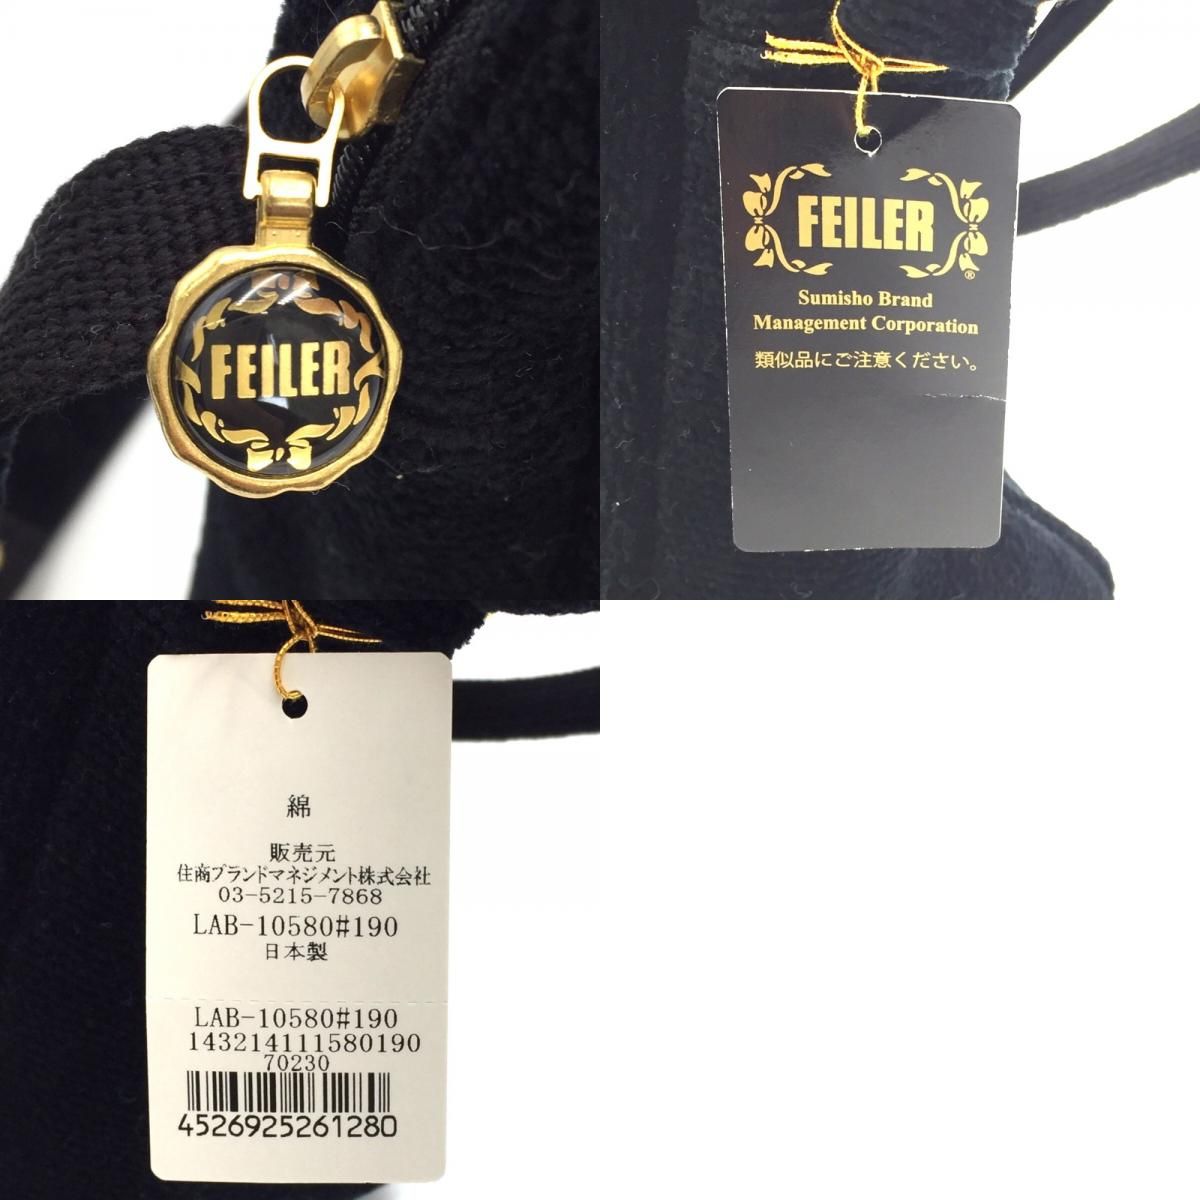 FEILER
FEILER
®
Sumisho Brand
Management Corporation
類似品にご注意ください。
綿
販売元
住商ブランドマネジメント株式会社
03-5215-7868
LAB-10580#190
日本製
LAB-10580#190
143214111580190
70230
4526925261280